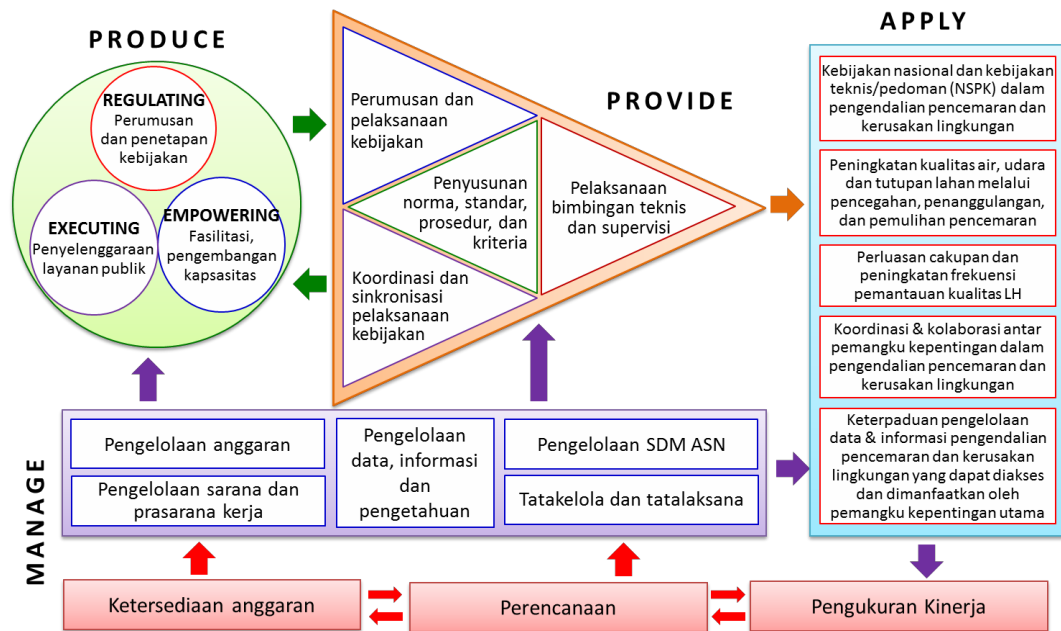 PRODUCE
REGULATING
Perumusan
dan penetapan
kebijakan
EXECUTING
Penyelenggaraan
layanan publik
EMPOWERING
Fasilitasi,
pengembangan
kapsasitas
PROVIDE
Perumusan dan
pelaksanaan
kebijakan
Penyusunan
norma, standar,
prosedur, dan
kriteria
Koordinasi dan
sinkronisasi
pelaksanaan
kebijakan
Pelaksanaan
bimbingan teknis
dan supervisi
APPLY
Kebijakan nasional dan kebijakan
teknis/pedoman (NSPK) dalam
pengendalian pencemaran dan
kerusakan lingkungan
Peningkatan kualitas air, udara
dan tutupan lahan melalui
pencegahan, penanggulangan,
dan pemulihan pencemaran
Perluasan cakupan dan
peningkatan frekuensi
pemantauan kualitas LH
Koordinasi & kolaborasi antar
pemangku kepentingan dalam
pengendalian pencemaran dan
kerusakan lingkungan
Keterpaduan pengelolaan
data & informasi pengendalian
pencemaran dan kerusakan
lingkungan yang dapat diakses
dan dimanfaatkan oleh
pemangku kepentingan utama
MANAGE
Pengelolaan anggaran
Pengelolaan sarana dan
prasarana kerja
Pengelolaan
data, informasi
dan
pengetahuan
Pengelolaan SDM ASN
Tatakelola dan tatalaksana
Ketersediaan anggaran
Perencanaan
Pengukuran Kinerja